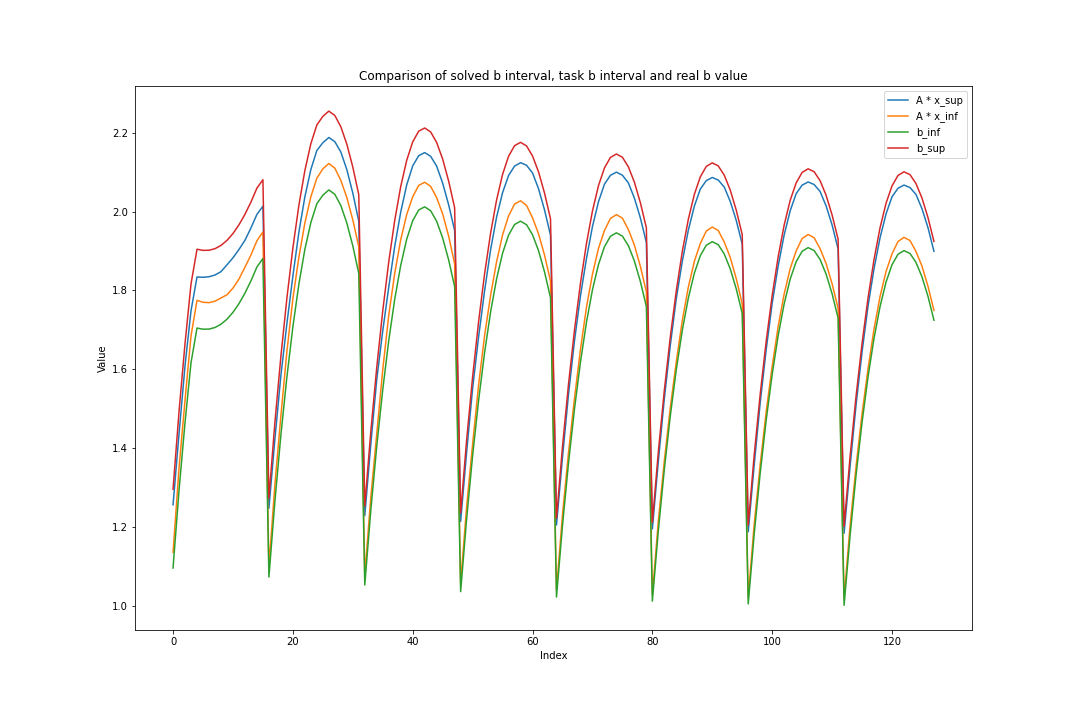 Comparison of solved b interval, task b interval and real b value
A * x_sup
A * x_inf
b_inf
b_sup
Value
2.2
2.0
1.8
1.6
1.4
1.2
1.0
0
20
40
60
80
100
120
Index